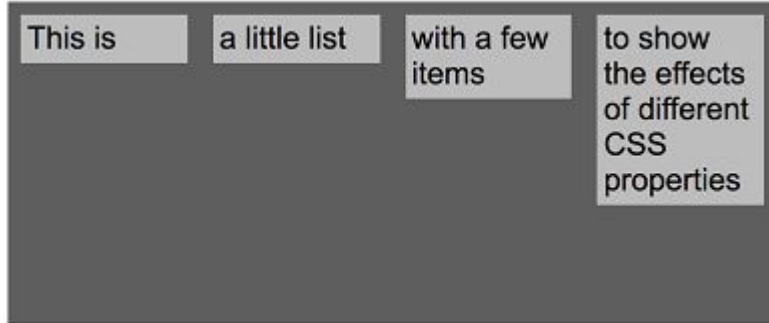 This is
a little list
with a few
items
to show
the effects
of different
CSS
properties